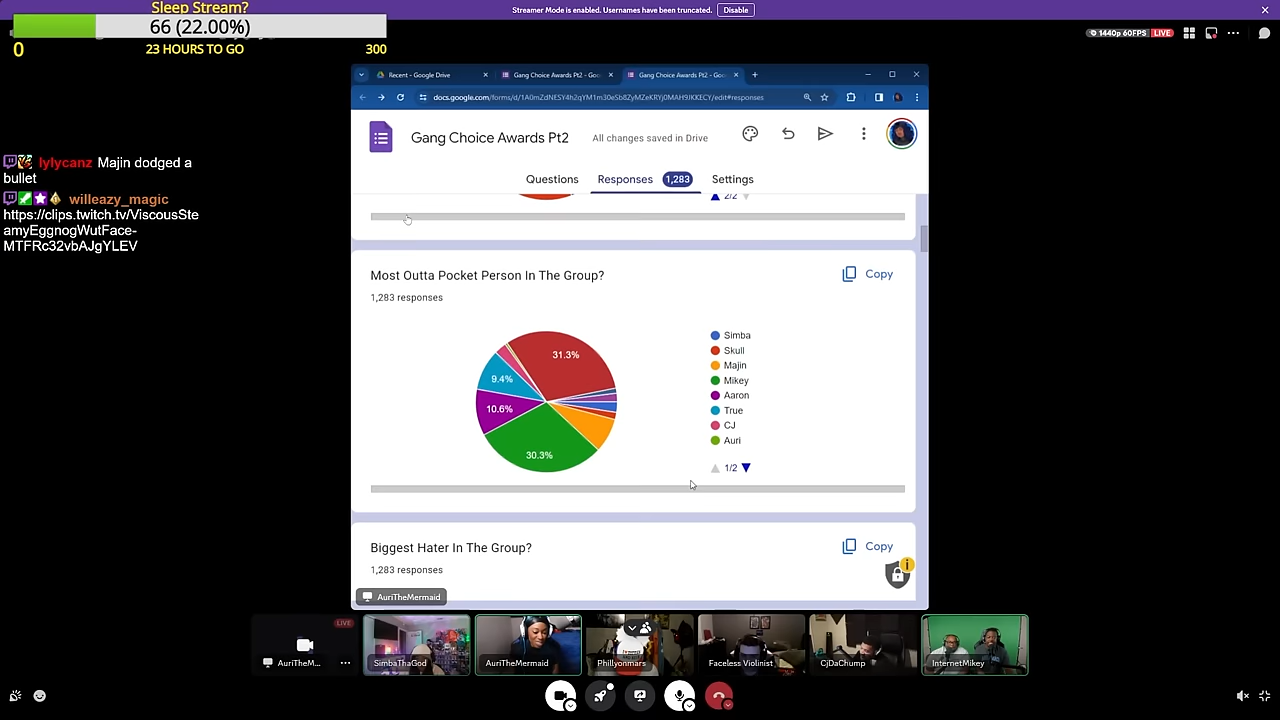 Sleep Stream?
66 (22.00%)
0
23 HOURS TO GO
300
Streamer Mode is enabled. Usernames have been truncated.
Disable
1440p 60FPS
LIVE
Recent - Google Drive
Gang Choice Awards Pt2 - Goo
Gang Choice Awards Pt2 - Goo
lylycanz Majin dodged a
bullet
willeazy_magic
https://clips.twitch.tv/ViscousSte
amyEggnogWutFace-
MTFRc32vbAJgYLEV
Gang Choice Awards Pt2
All changes saved in Drive
Questions
Responses
1,283
Settings
2/2
Most Outta Pocket Person In The Group?
Copy
1,283 responses
31.3%
9.4%
10.6%
30.3%
Simba
Skull
Majin
Mikey
Aaron
True
CJ
Auri
1/2
Biggest Hater In The Group?
Copy
1,283 responses
AuriTheMermaid
LIVE
AuriTheM...
SimbaThaGod
AuriTheMermaid
Phillyonmars
Faceless Violinist
CjDaChump
InternetMikey